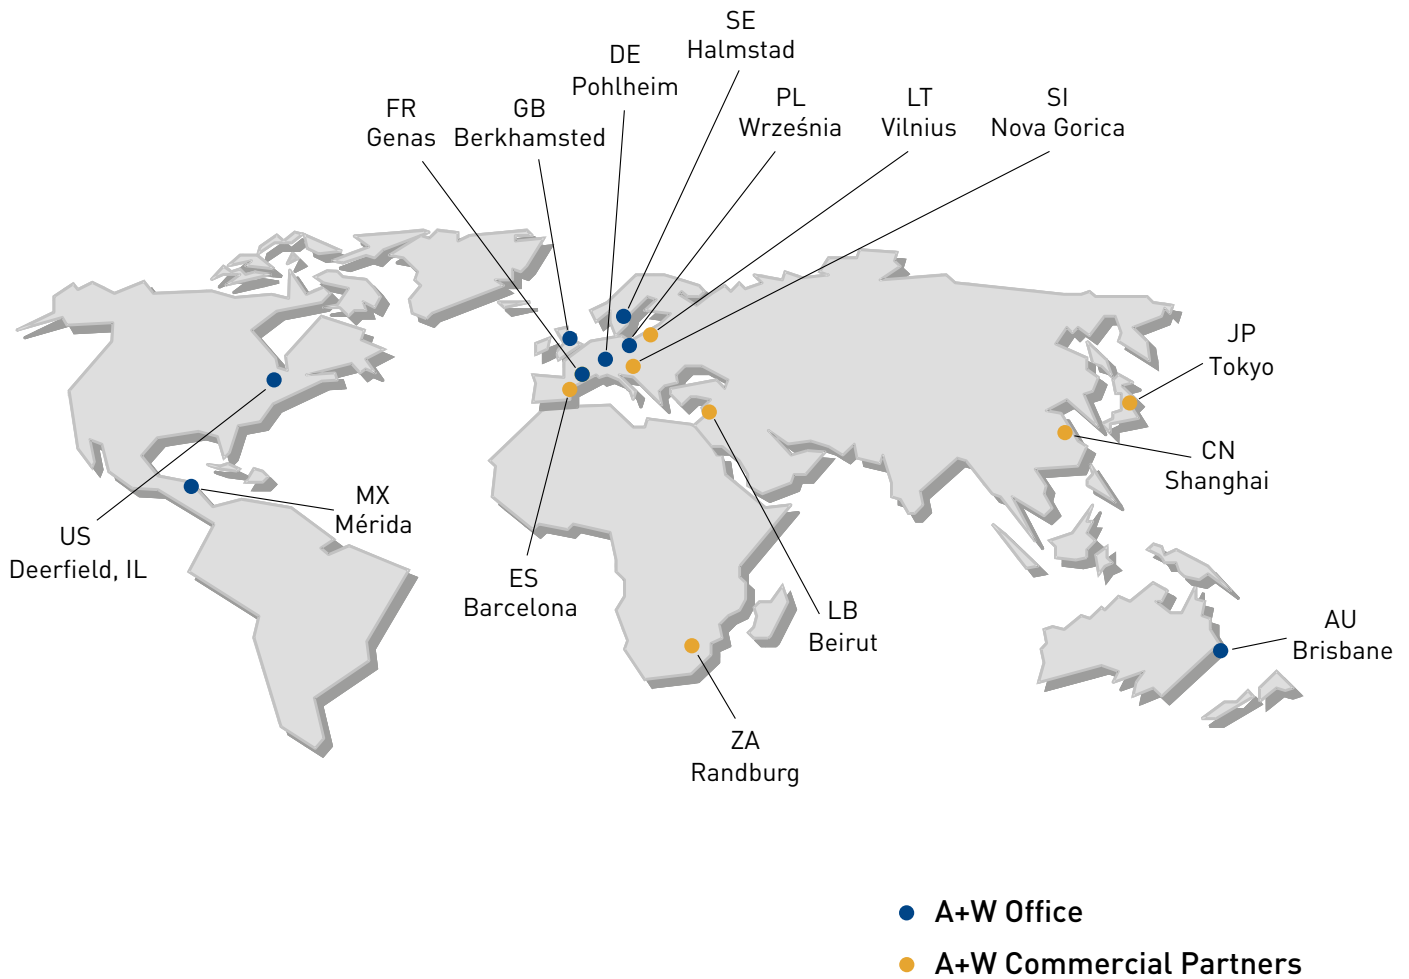 SE
Halmstad
DE
Pohlheim
FR
Genas
GB
Berkhamsted
PL
Września
LT
Vilnius
SI
Nova Gorica
JP
Tokyo
CN
Shanghai
MX
Mérida
US
Deerfield, IL
ES
Barcelona
LB
Beirut
AU
Brisbane
ZA
Randburg
A+W Office
A+W Commercial Partners